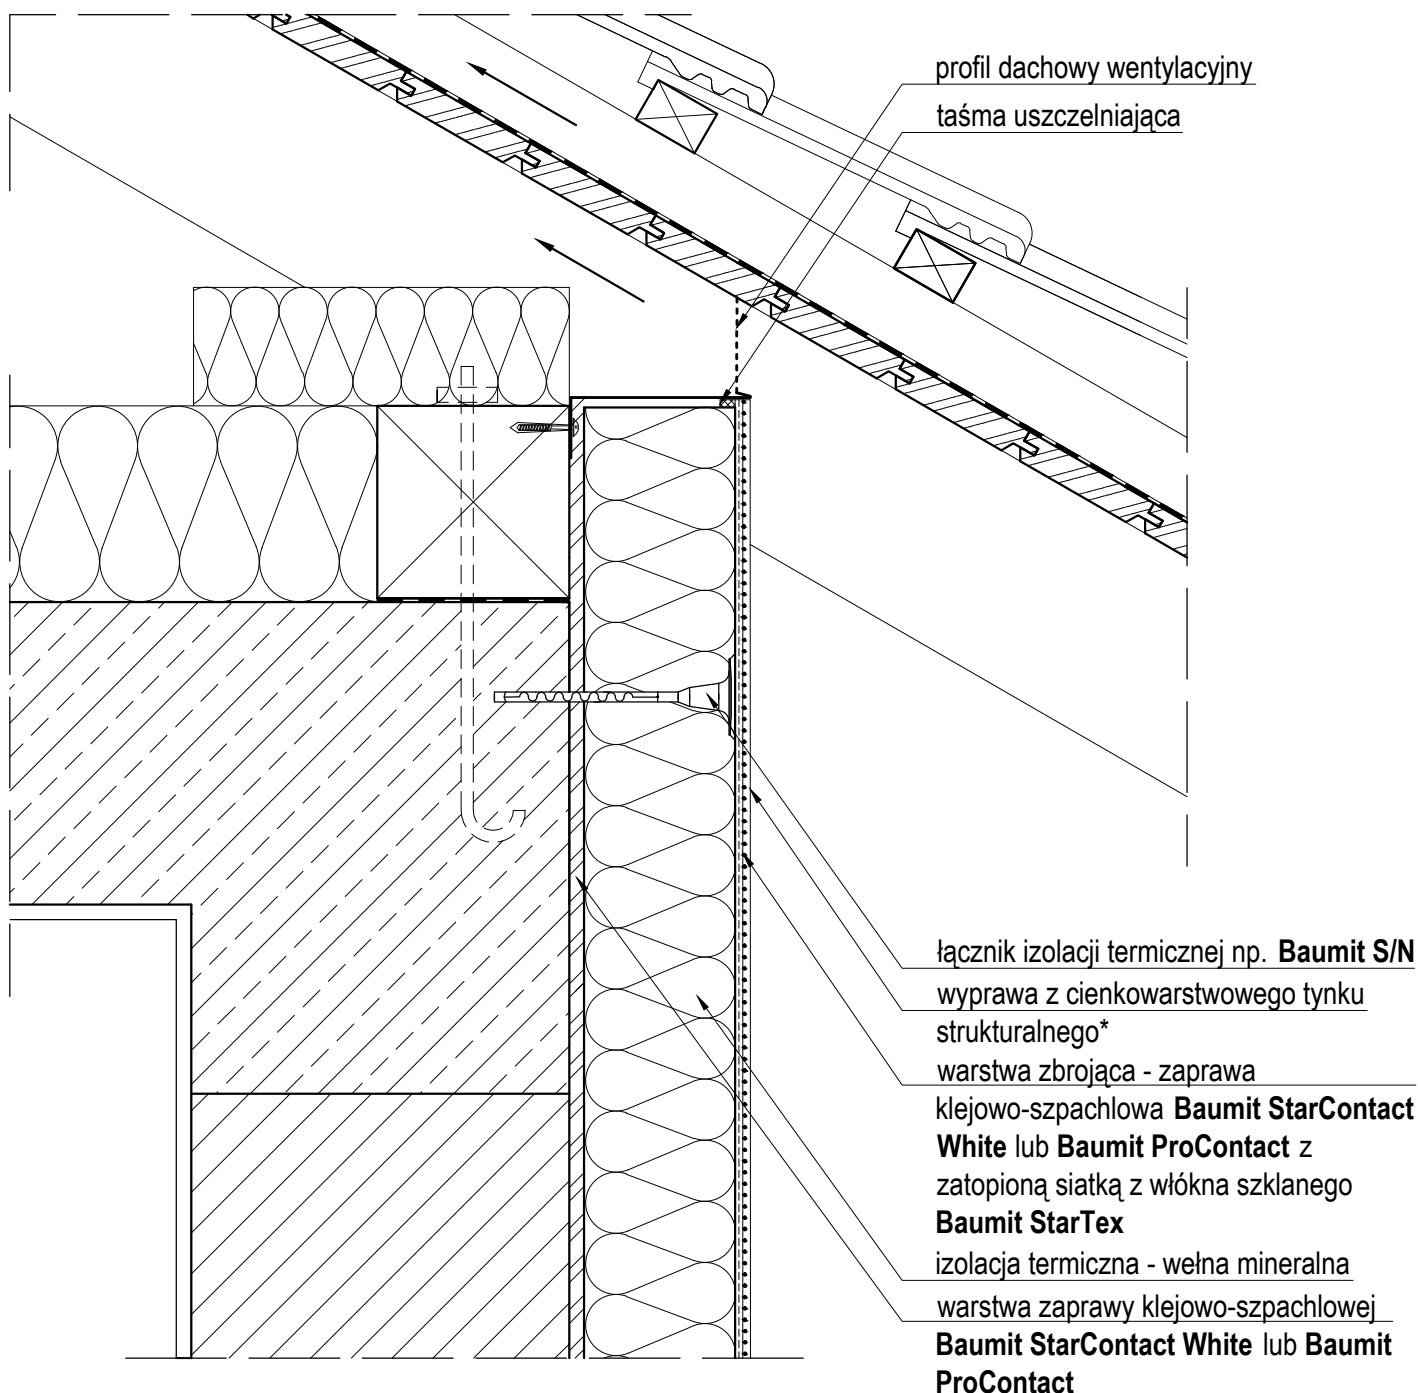 profil dachowy wentylacyjny
taśma uszczelniająca
łącznik izolacji termicznej np. Baumit S/N
wyprawa z cienkowarstwowego tynku
strukturalnego*
warstwa zbrojąca - zaprawa
klejowo-szpachlowa Baumit StarContact
White lub Baumit ProContact z
zatopioną siatką z włókna szklanego
Baumit StarTex
izolacja termiczna - wełna mineralna
warstwa zaprawy klejowo-szpachlowej
Baumit StarContact White lub Baumit
ProContact